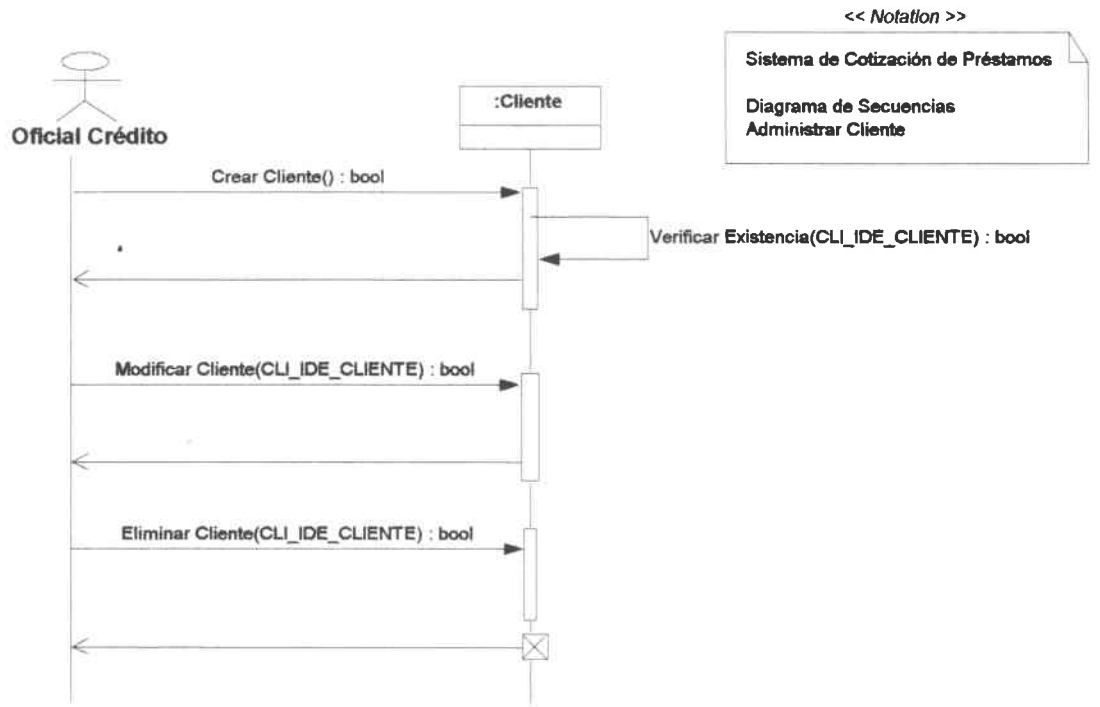 << Notation >>
Sistema de Cotización de Préstamos
Diagrama de Secuencias
Administrar Cliente
Oficial Crédito
:Cliente
Crear Cliente() : bool
Verificar Existencia(CLI_IDE_CLIENTE) : bool
Modificar Cliente(CLI_IDE_CLIENTE) : bool
Eliminar Cliente(CLI_IDE_CLIENTE) : bool